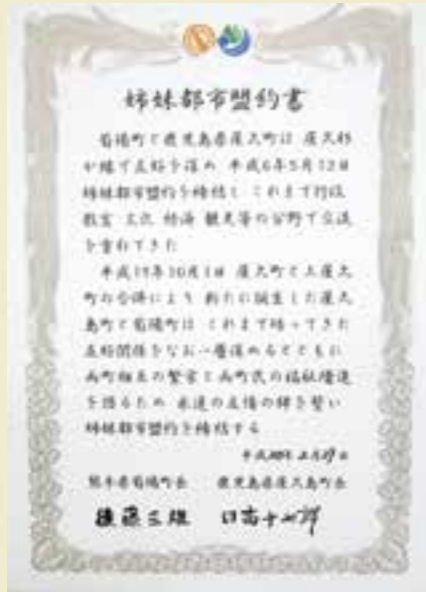 姉妹都市盟約書
菊陽町と鹿児島県屋久町は 屋久杉
が縁で友好を深め 平成6年5月12日
姉妹都市盟約を締結し これまで行政
教育 文化 経済 観光等の分野で交流
を重ねてきた
平成19年10月1日 屋久町と上屋久
町の合併により 新たに誕生した屋久
島町と菊陽町は これまで培ってきた
友好関係をなお一層深めるとともに
両町相互の繁栄と両町民の福祉増進
を図るため 永遠の友情の絆を誓い
姉妹都市盟約を締結する
平成20年2月
熊本県菊陽町長 鹿児島県屋久島町長
後藤三雄 日高十七郎